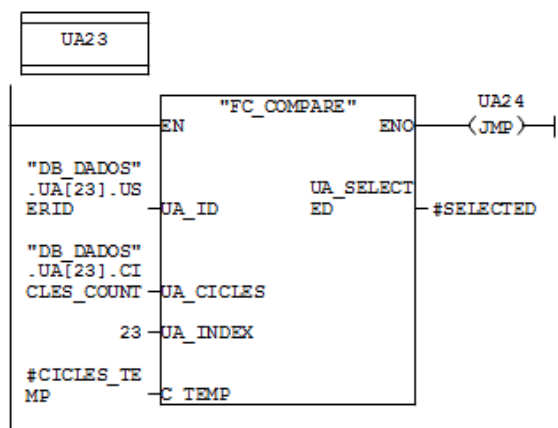 UA23
"FC_COMPARE"
UA24
EN
ENO
(JMP)
"DB_DADOS"
.UA[23].US
ERID
UA_ID
UA_SELECT
ED
#SELECTED
"DB_DADOS"
.UA[23].CI
CLES_COUNT
UA_CICLES
23
UA_INDEX
#CICLES_TE
MP
C_TEMP